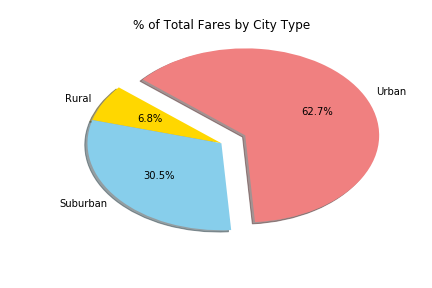 % of Total Fares by City Type
Urban
Rural
62.7%
6.8%
30.5%
Suburban